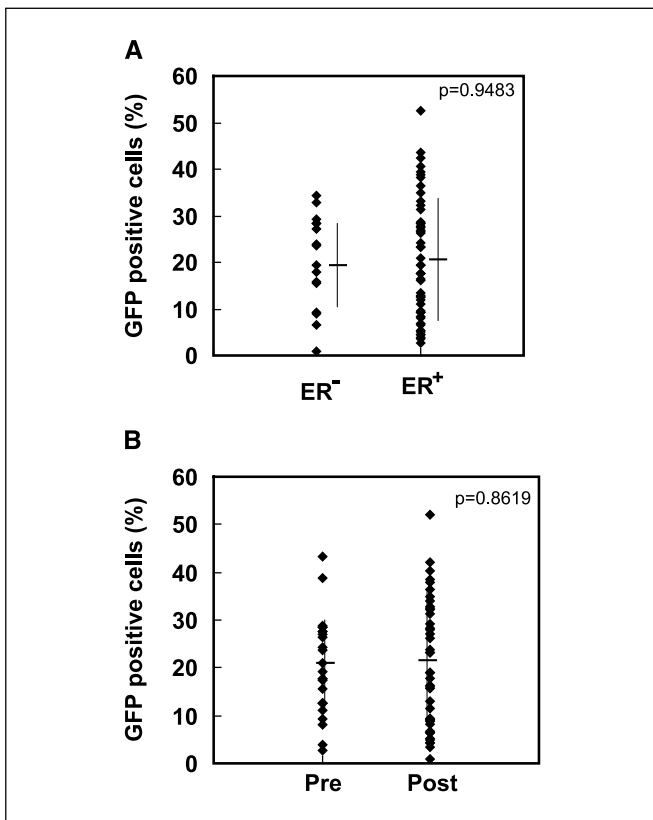 A
60
50
40
30
20
10
0
GFP positive cells (%)
p=0.9483
ER⁻
ER⁺
B
60
50
40
30
20
10
0
GFP positive cells (%)
p=0.8619
Pre
Post